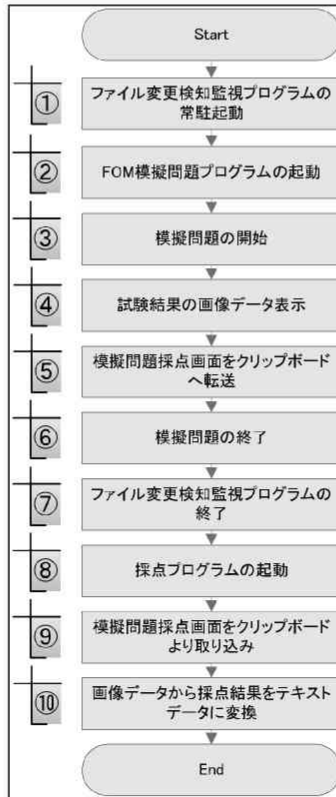 Start
① ファイル変更検知監視プログラムの
常駐起動
② FOM模擬問題プログラムの起動
③ 模擬問題の開始
④ 試験結果の画像データ表示
⑤ 模擬問題採点画面をクリップボード
へ転送
⑥ 模擬問題の終了
⑦ ファイル変更検知監視プログラムの
終了
⑧ 採点プログラムの起動
⑨ 模擬問題採点画面をクリップボード
より取り込み
⑩ 画像データから採点結果をテキスト
データに変換
End